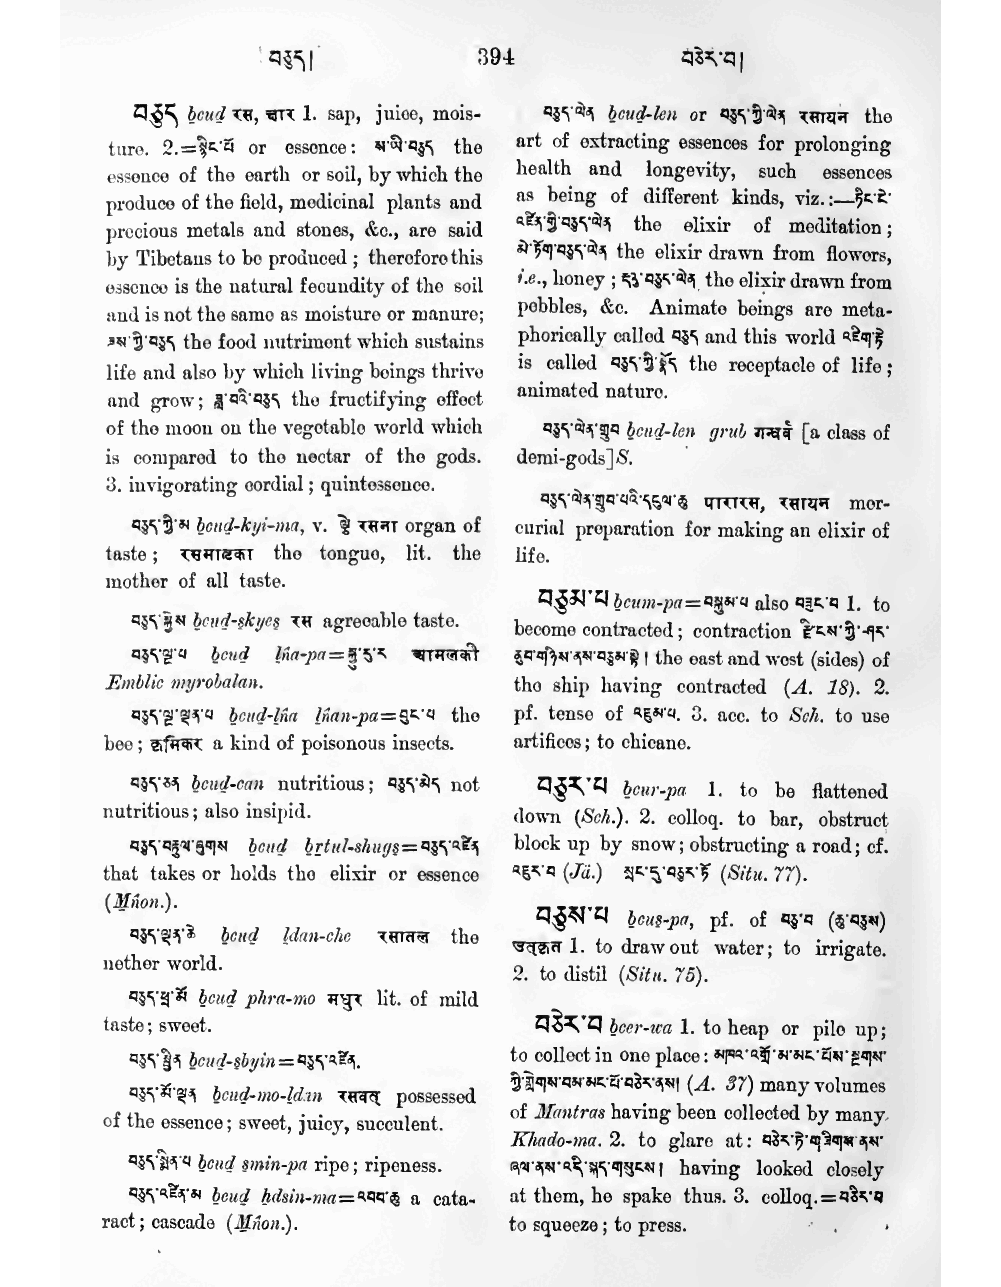 བཅུད།
394
བཅེར་བ།
བཅུད bcud रस, चार 1. sap, juice, mois-
ture. 2.=སྙིང་པོ or essence: ས་ཡི་བཅུད the
essence of the earth or soil, by which the
produce of the field, medicinal plants and
precious metals and stones, &c., are said
by Tibetans to be produced; therefore this
essence is the natural fecundity of the soil
and is not the same as moisture or manure;
ཟས་ཀྱི་བཅུད the food nutriment which sustains
life and also by which living beings thrive
and grow; ཟླ་བའི་བཅུད the fructifying effect
of the moon on the vegetable world which
is compared to the nectar of the gods.
3. invigorating cordial; quintessence.
བཅུད་ཀྱི་མ bcud-kyi-ma, v. ལྕེ रसना organ of
taste; रसमातृका the tongue, lit. the
mother of all taste.
བཅུད་སྐྱེས bcud-skyes रस agreeable taste.
བཅུད་ལྔ་པ bcud lṅa-pa=སྐྱུ་རུ་ར आमलकी
Emblic myrobalan.
བཅུད་ལྔ་ལྡན་པ bcud-lṅa lṅan-pa=བུང་བ the
bee; कृमिकर a kind of poisonous insects.
བཅུད་ཅན bcud-can nutritious; བཅུད་མེད not
nutritious; also insipid.
བཅུད་བརྟུལ་ཤུགས bcud brtul-shugs=བཅུད་འཛིན
that takes or holds the elixir or essence
(Mṅon.).
བཅུད་ལྡན་ཆེ bcud ldan-che रसातल the
nether world.
བཅུད་ཕྲ་མོ bcud phra-mo मधुर lit. of mild
taste; sweet.
བཅུད་སྦྱིན bcud-sbyin=བཅུད་འཛིན.
བཅུད་མོ་ལྡན bcud-mo-ldan रसवत् possessed
of the essence; sweet, juicy, succulent.
བཅུད་སྨིན་པ bcud smin-pa ripe; ripeness.
བཅུད་འཛིན་མ bcud ḥdsin-ma=འབབ་ཆུ a cata-
ract; cascade (Mṅon.).
བཅུད་ལེན bcud-len or བཅུད་ཀྱི་ལེན रसायन the
art of extracting essences for prolonging
health and longevity, such essences
as being of different kinds, viz.:—ཏིང་ངེ་
འཛིན་གྱི་བཅུད་ལེན the elixir of meditation;
མེ་ཏོག་བཅུད་ལེན the elixir drawn from flowers,
i.e., honey; རྡེའུ་བཅུད་ལེན the elixir drawn from
pebbles, &c. Animate beings are meta-
phorically called བཅུད and this world འཇིག་རྟེན
is called བཅུད་ཀྱི་སྣོད the receptacle of life;
animated nature.
བཅུད་ལེན་གྲུབ bcud-len grub गन्धर्व [a class of
demi-gods]S.
བཅུད་ལེན་གྲུབ་པའི་དངུལ་ཆུ पारारस, रसायन mer-
curial preparation for making an elixir of
life.
བཅུམ་པ bcum-pa=བསྐུམ་པ also བཟུང་བ 1. to
become contracted; contraction རྫིངས་ཀྱི་ཤར་
ནུབ་གཉིས་ནས་བཅུམ་སྟེ། the east and west (sides) of
the ship having contracted (A. 18). 2.
pf. tense of འཇུམ་པ. 3. acc. to Sch. to use
artifices; to chicane.
བཅུར་པ bcur-pa 1. to be flattened
down (Sch.). 2. colloq. to bar, obstruct
block up by snow; obstructing a road; cf.
འཇུར་བ (Jä.) སྣང་དུ་བཅུར་ཏོ (Situ. 77).
བཅུས་པ bcus-pa, pf. of བཅུ་བ (ཆུ་བཅུས)
1. to draw out water; to irrigate.
2. to distil (Situ. 75).
བཅེར་བ bcer-wa 1. to heap or pile up;
to collect in one place: མཁའ་འགྲོ་མ་མང་པོས་སྔགས་
ཀྱི་གླེགས་བམ་མང་པོ་བཅེར་ནས། (A. 37) many volumes
of Mantras having been collected by many
Khado-ma. 2. to glare at: བཅེར་ཏེ་གཟིགས་ནས་
ཞལ་ནས་འདི་སྐད་གསུངས། having looked closely
at them, he spake thus. 3. colloq.=བཙིར་བ
to squeeze; to press.